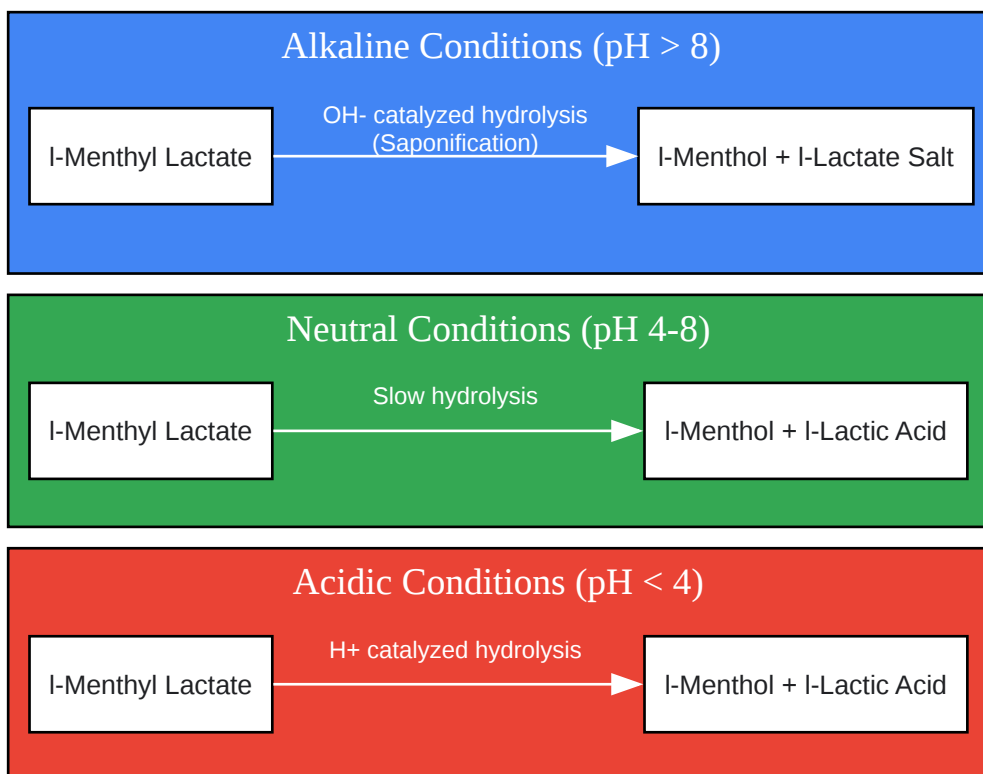 Alkaline Conditions (pH > 8)
OH- catalyzed hydrolysis
(Saponification)
l-Menthyl Lactate
l-Menthol + l-Lactate Salt
Neutral Conditions (pH 4-8)
Slow hydrolysis
l-Menthyl Lactate
l-Menthol + l-Lactic Acid
Acidic Conditions (pH < 4)
H+ catalyzed hydrolysis
l-Menthyl Lactate
l-Menthol + l-Lactic Acid